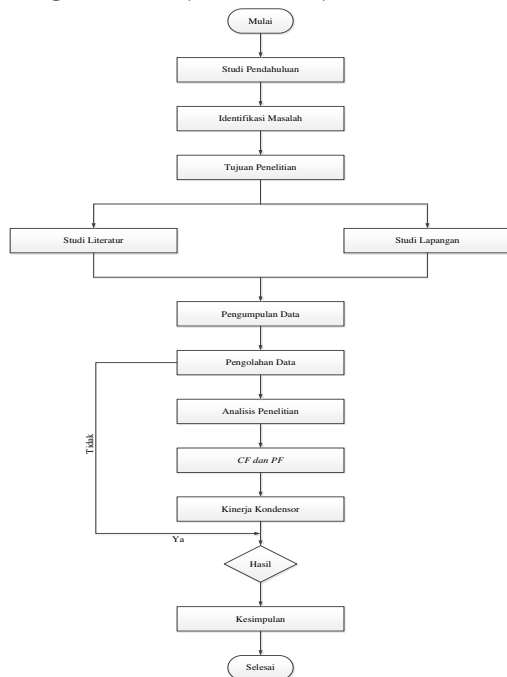 Mulai
Studi Pendahuluan
Identifikasi Masalah
Tujuan Penelitian
Studi Literatur
Studi Lapangan
Pengumpulan Data
Pengolahan Data
Analisis Penelitian
Tidak
CF dan PF
Kinerja Kondensor
Ya
Hasil
Kesimpulan
Selesai